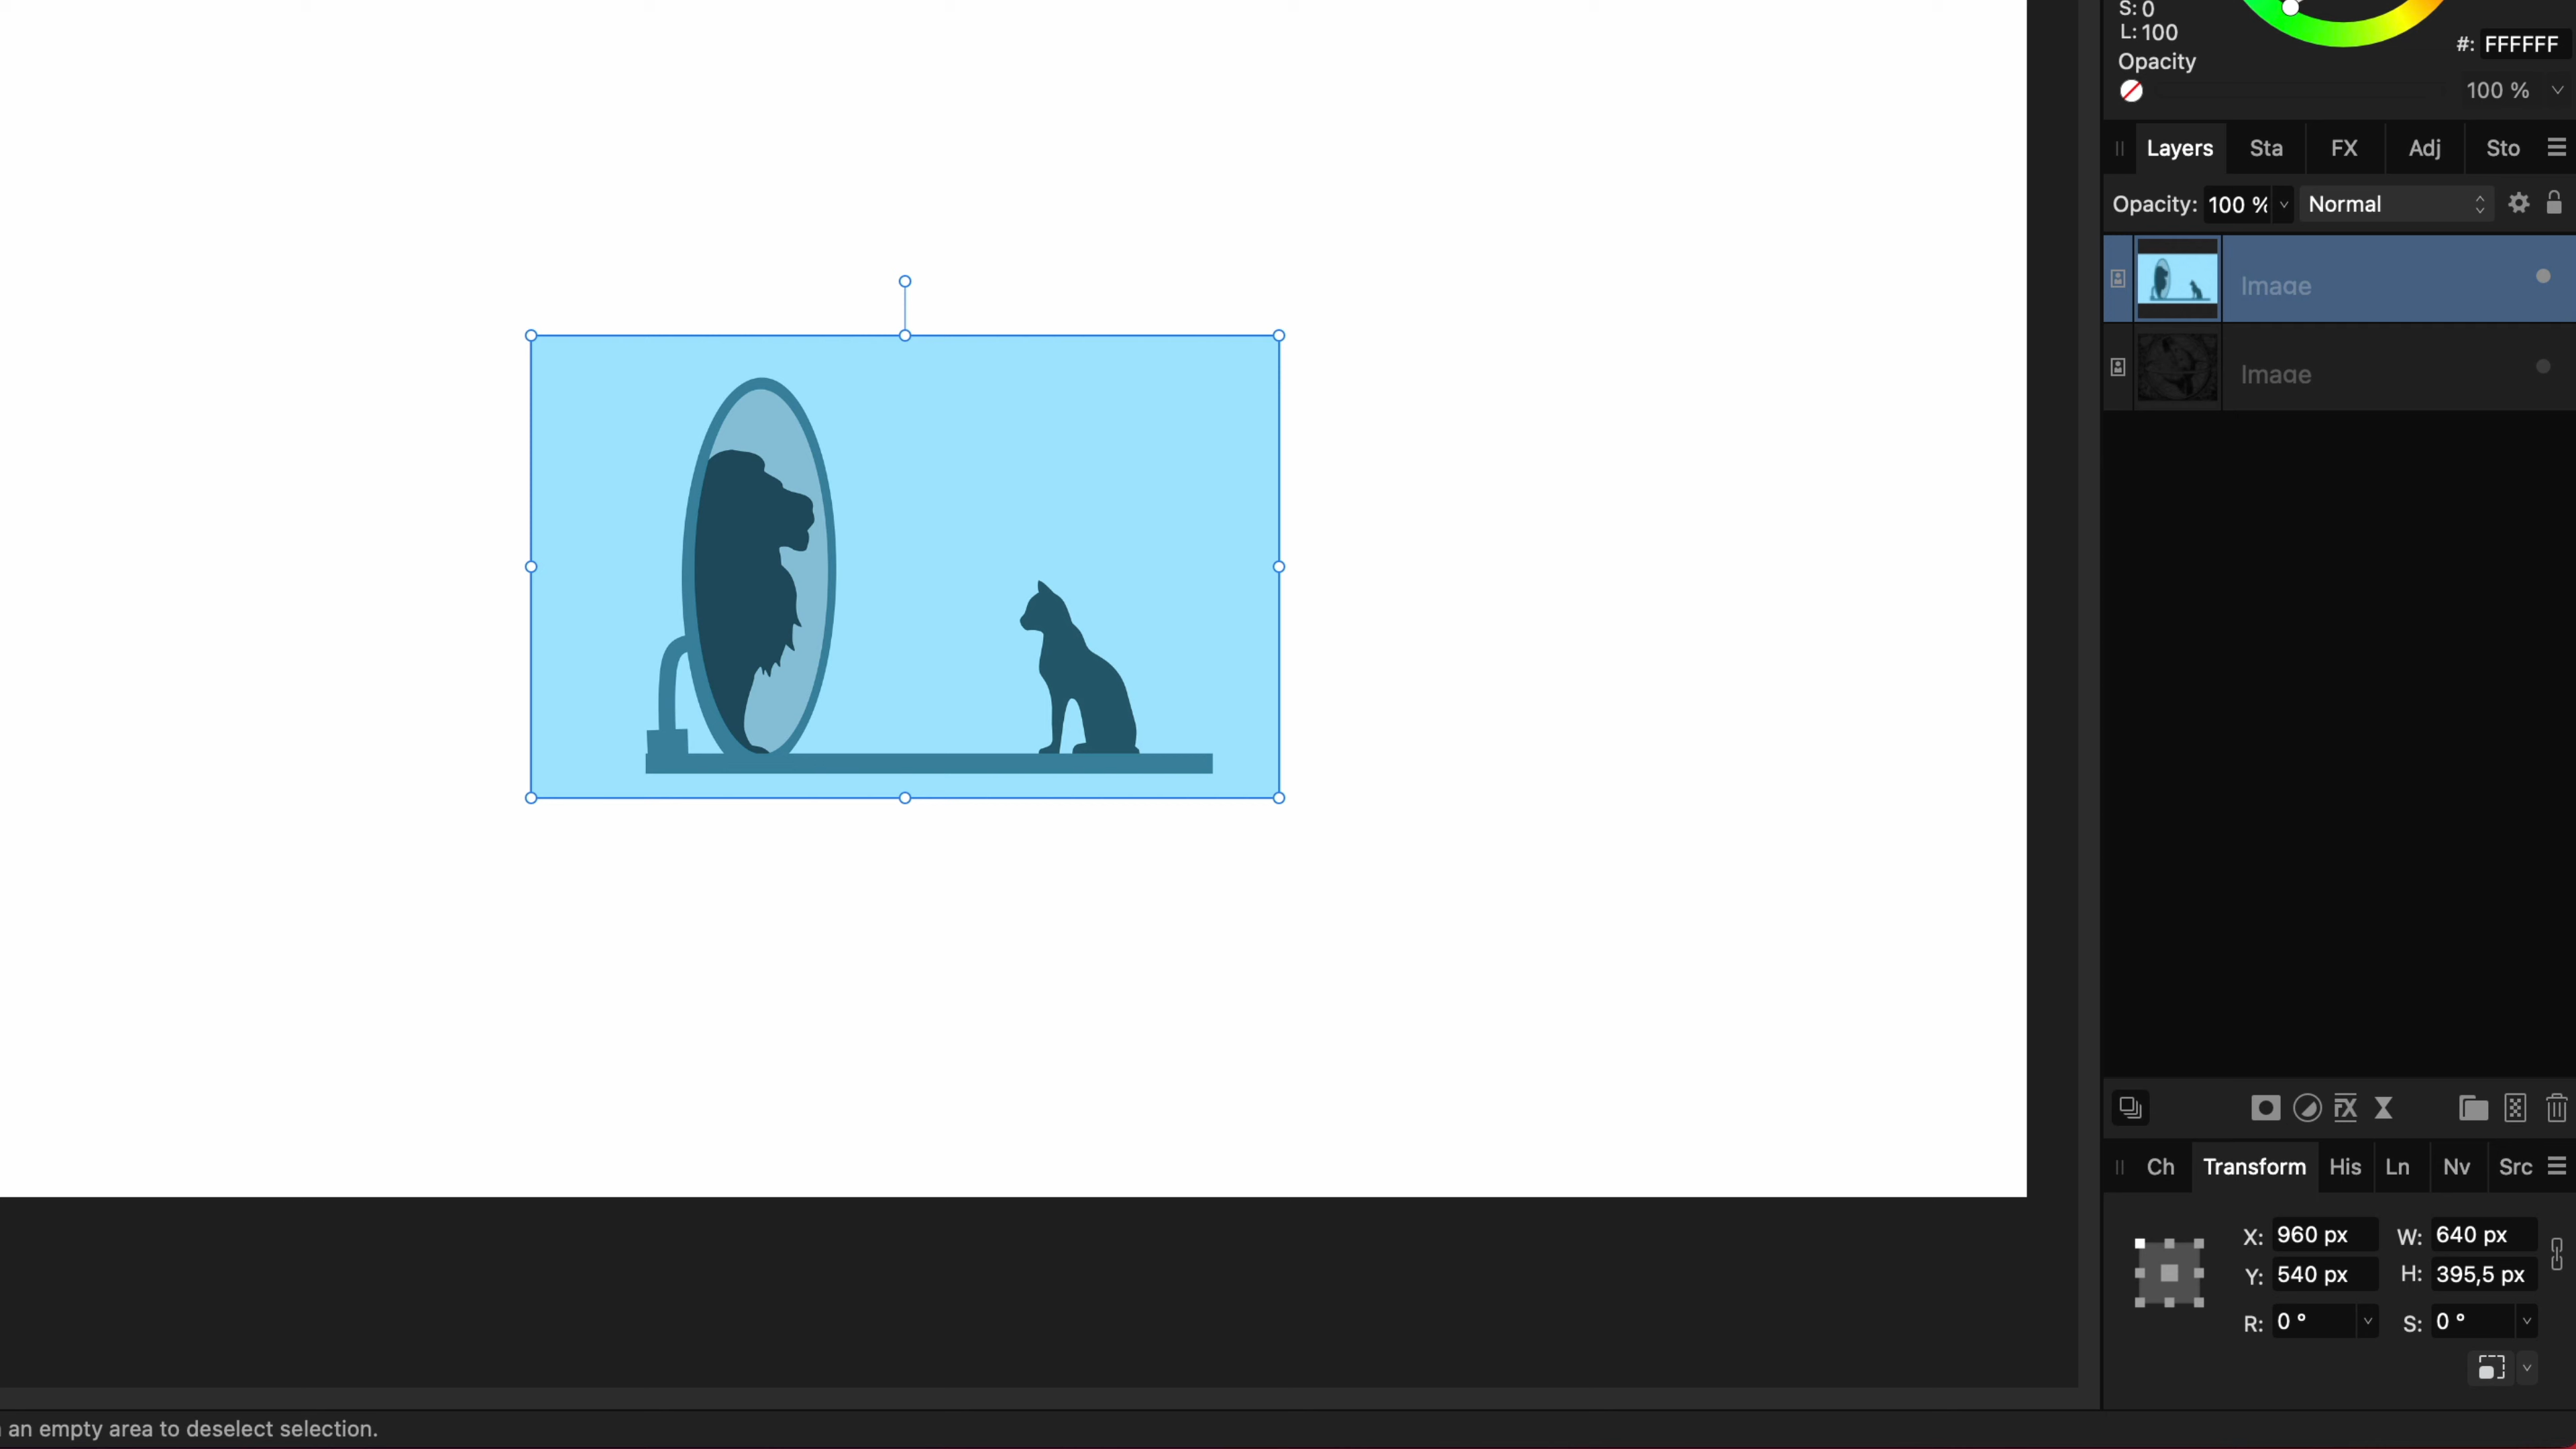 S: 0
L: 100
#: FFFFFF
Opacity
100 %
Layers Sta FX Adj Sto
Opacity: 100 % Normal
Image
Image
FX
Ch Transform His Ln Nv Src
X: 960 px W: 640 px
Y: 540 px H: 395,5 px
R: 0 ° S: 0 °
an empty area to deselect selection.